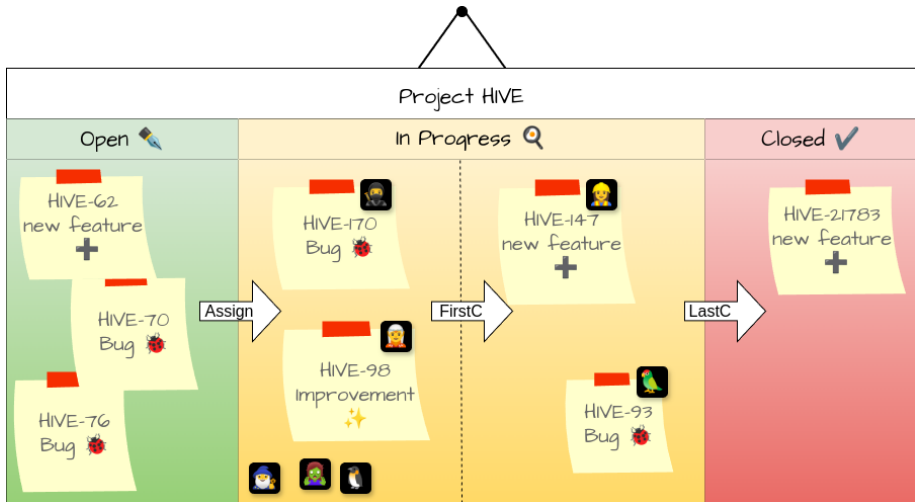 Project HIVE
Open
In Progress
Closed
HIVE-62
new feature
HIVE-70
Bug
HIVE-76
Bug
Assign
HIVE-170
Bug
HIVE-98
Improvement
FirstC
HIVE-147
new feature
HIVE-93
Bug
LastC
HIVE-21783
new feature